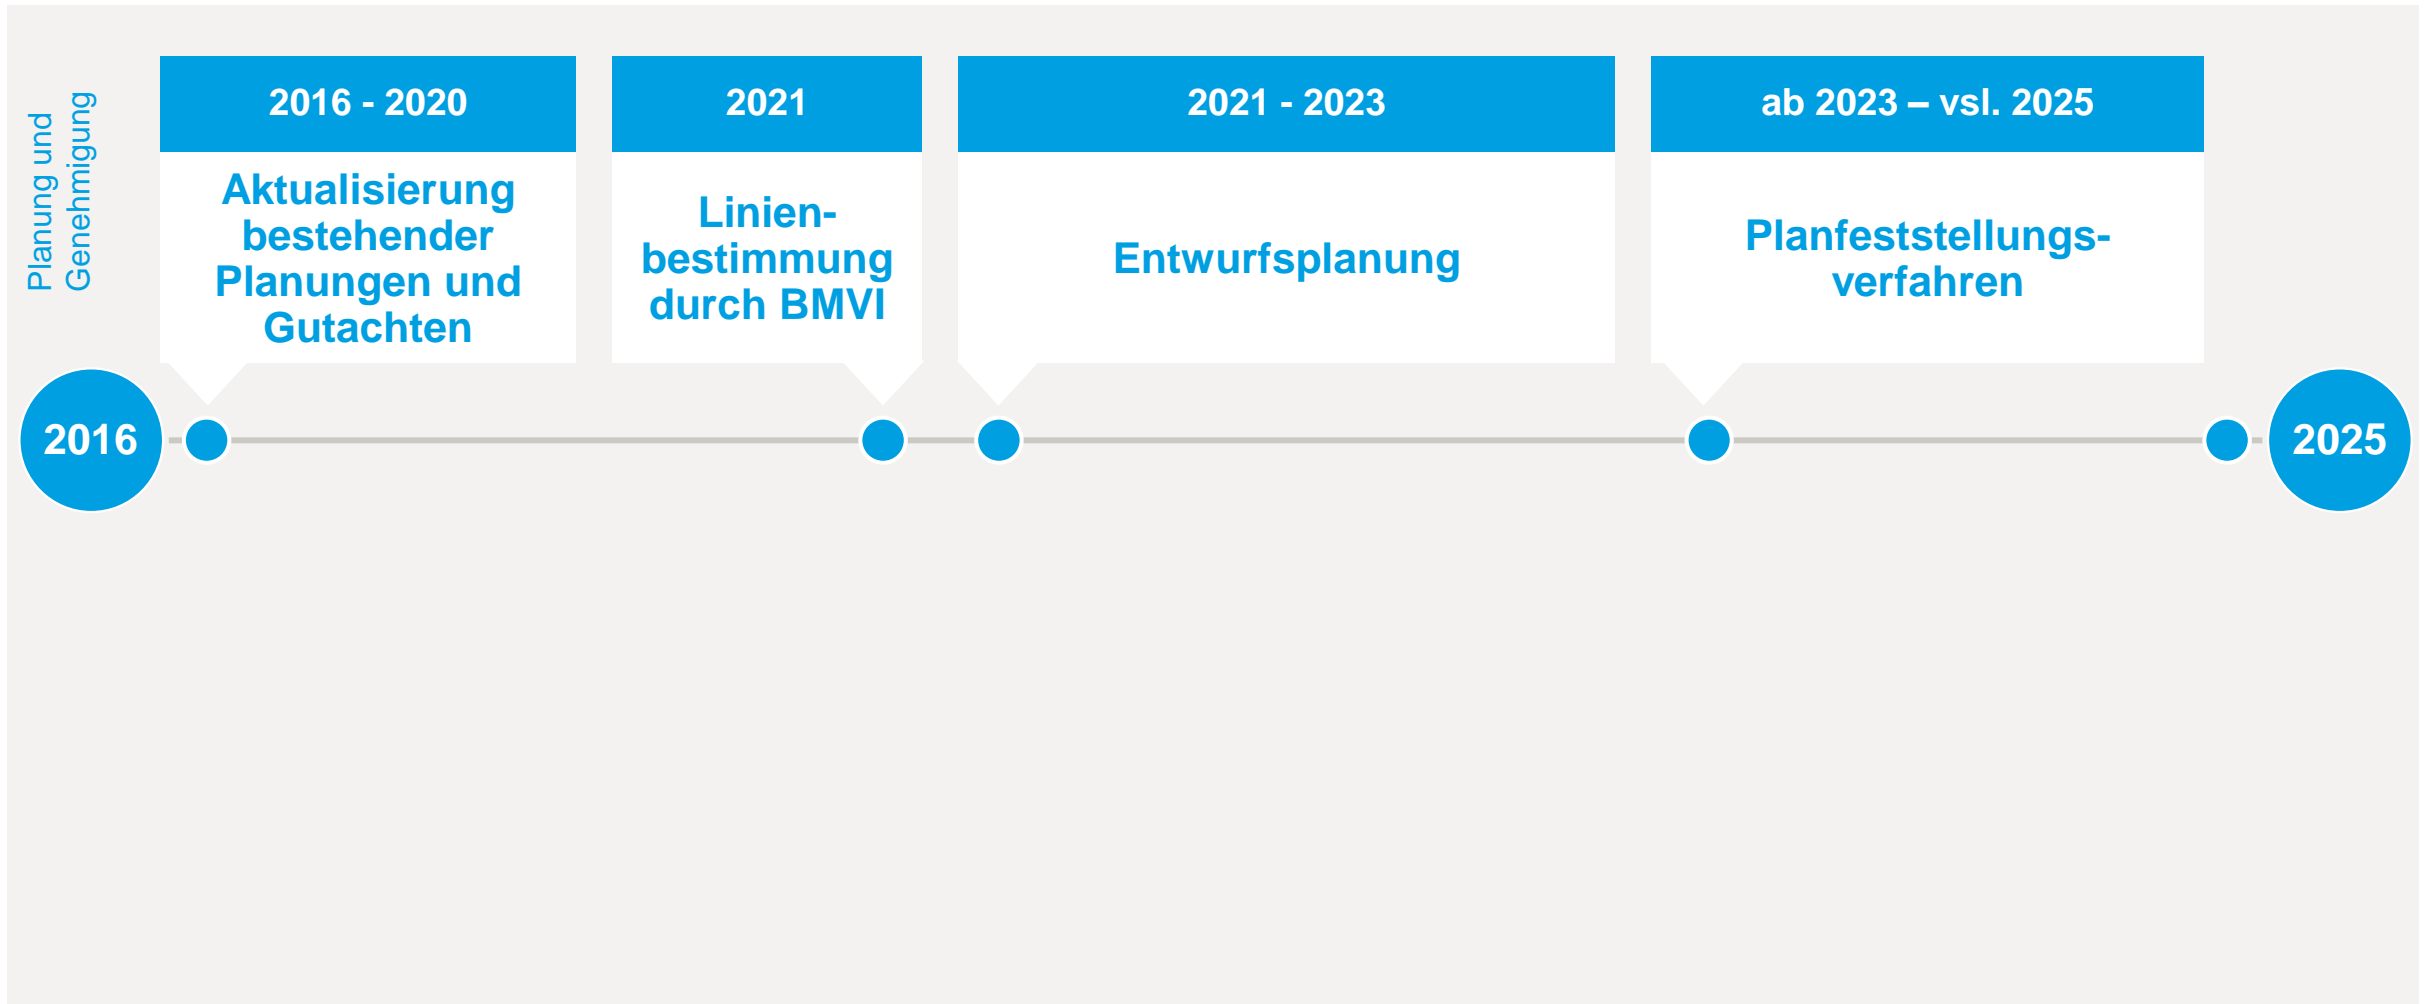 Planung und
Genehmigung
2016 - 2020
Aktualisierung
bestehender
Planungen und
Gutachten
2021
Linien-
bestimmung
durch BMVI
2021 - 2023
Entwurfsplanung
ab 2023 – vsl. 2025
Planfeststellungs-
verfahren
2016
2025